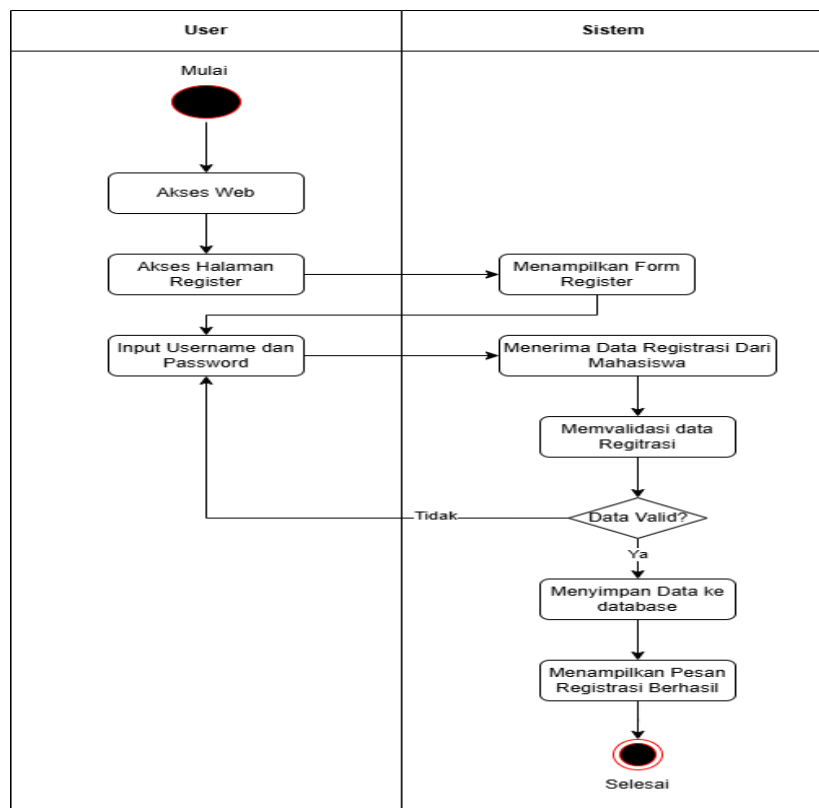 User
Sistem
Mulai
Akses Web
Akses Halaman
Register
Menampilkan Form
Register
Input Username dan
Password
Menerima Data Registrasi Dari
Mahasiswa
Memvalidasi data
Regitrasi
Data Valid?
Tidak
Ya
Menyimpan Data ke
database
Menampilkan Pesan
Registrasi Berhasil
Selesai